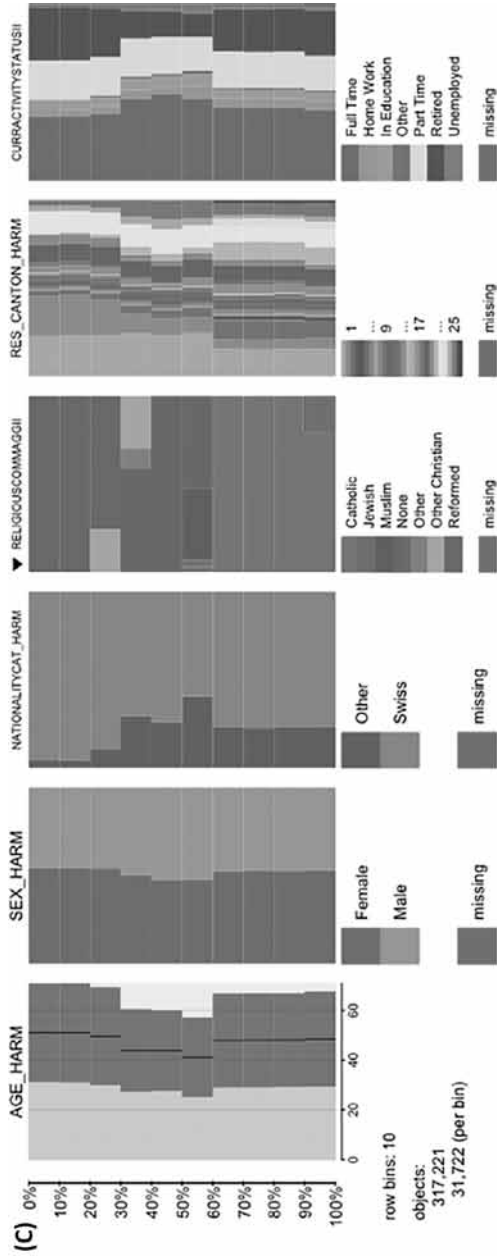 (C)
AGE_HARM
SEX_HARM
NATIONALITYCAT_HARM
▼ RELIGIOUSCOMMAGGII
RES_CANTON_HARM
CURRACTIVITYSTATUSII
0%
10%
20%
30%
40%
50%
60%
70%
80%
90%
100%
0 20 40 60
row bins: 10
objects:
317,221
31,722 (per bin)
Female
Male
missing
Other
Swiss
missing
Catholic
Jewish
Muslim
None
Other
Other Christian
Reformed
missing
1
...
9
...
17
...
25
missing
Full Time
Home Work
In Education
Other
Part Time
Retired
Unemployed
missing